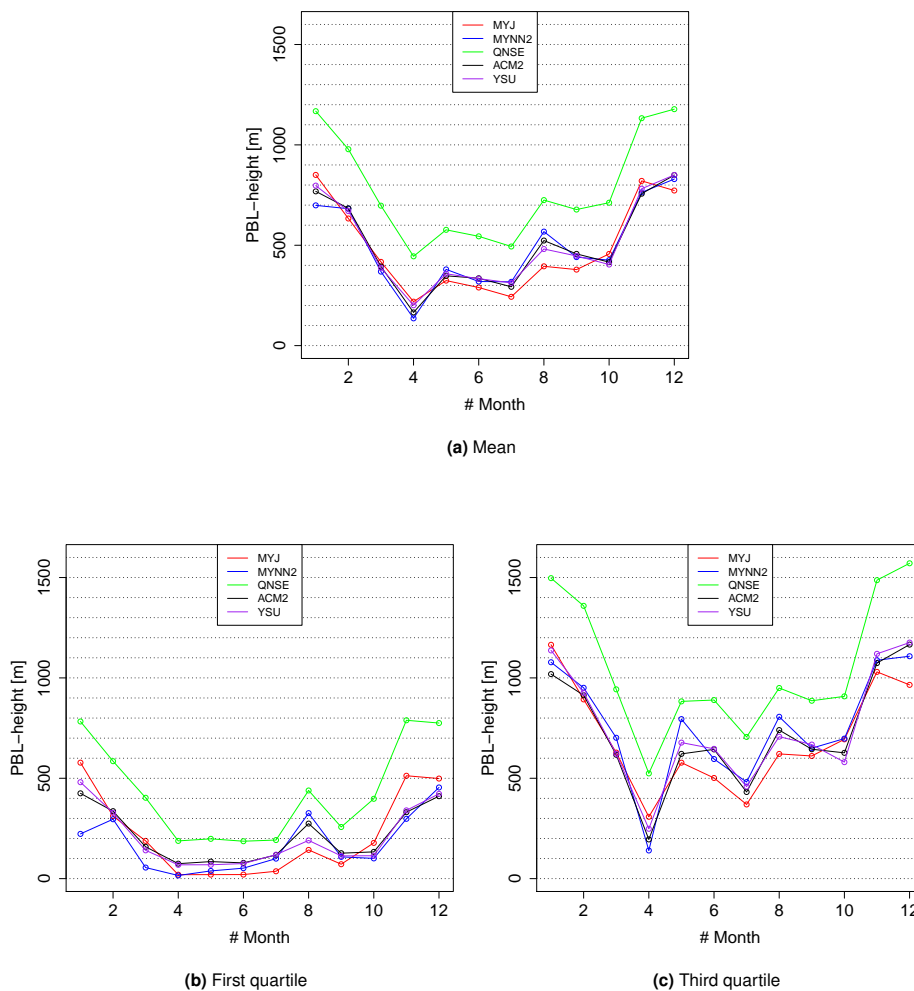 MYJ
MYNN2
QNSE
ACM2
YSU
PBL−height [m]
0
500
1000
1500
2
4
6
8
10
12
# Month
(a) Mean
MYJ
MYNN2
QNSE
ACM2
YSU
PBL−height [m]
0
500
1000
1500
2
4
6
8
10
12
# Month
(b) First quartile
MYJ
MYNN2
QNSE
ACM2
YSU
PBL−height [m]
0
500
1000
1500
2
4
6
8
10
12
# Month
(c) Third quartile